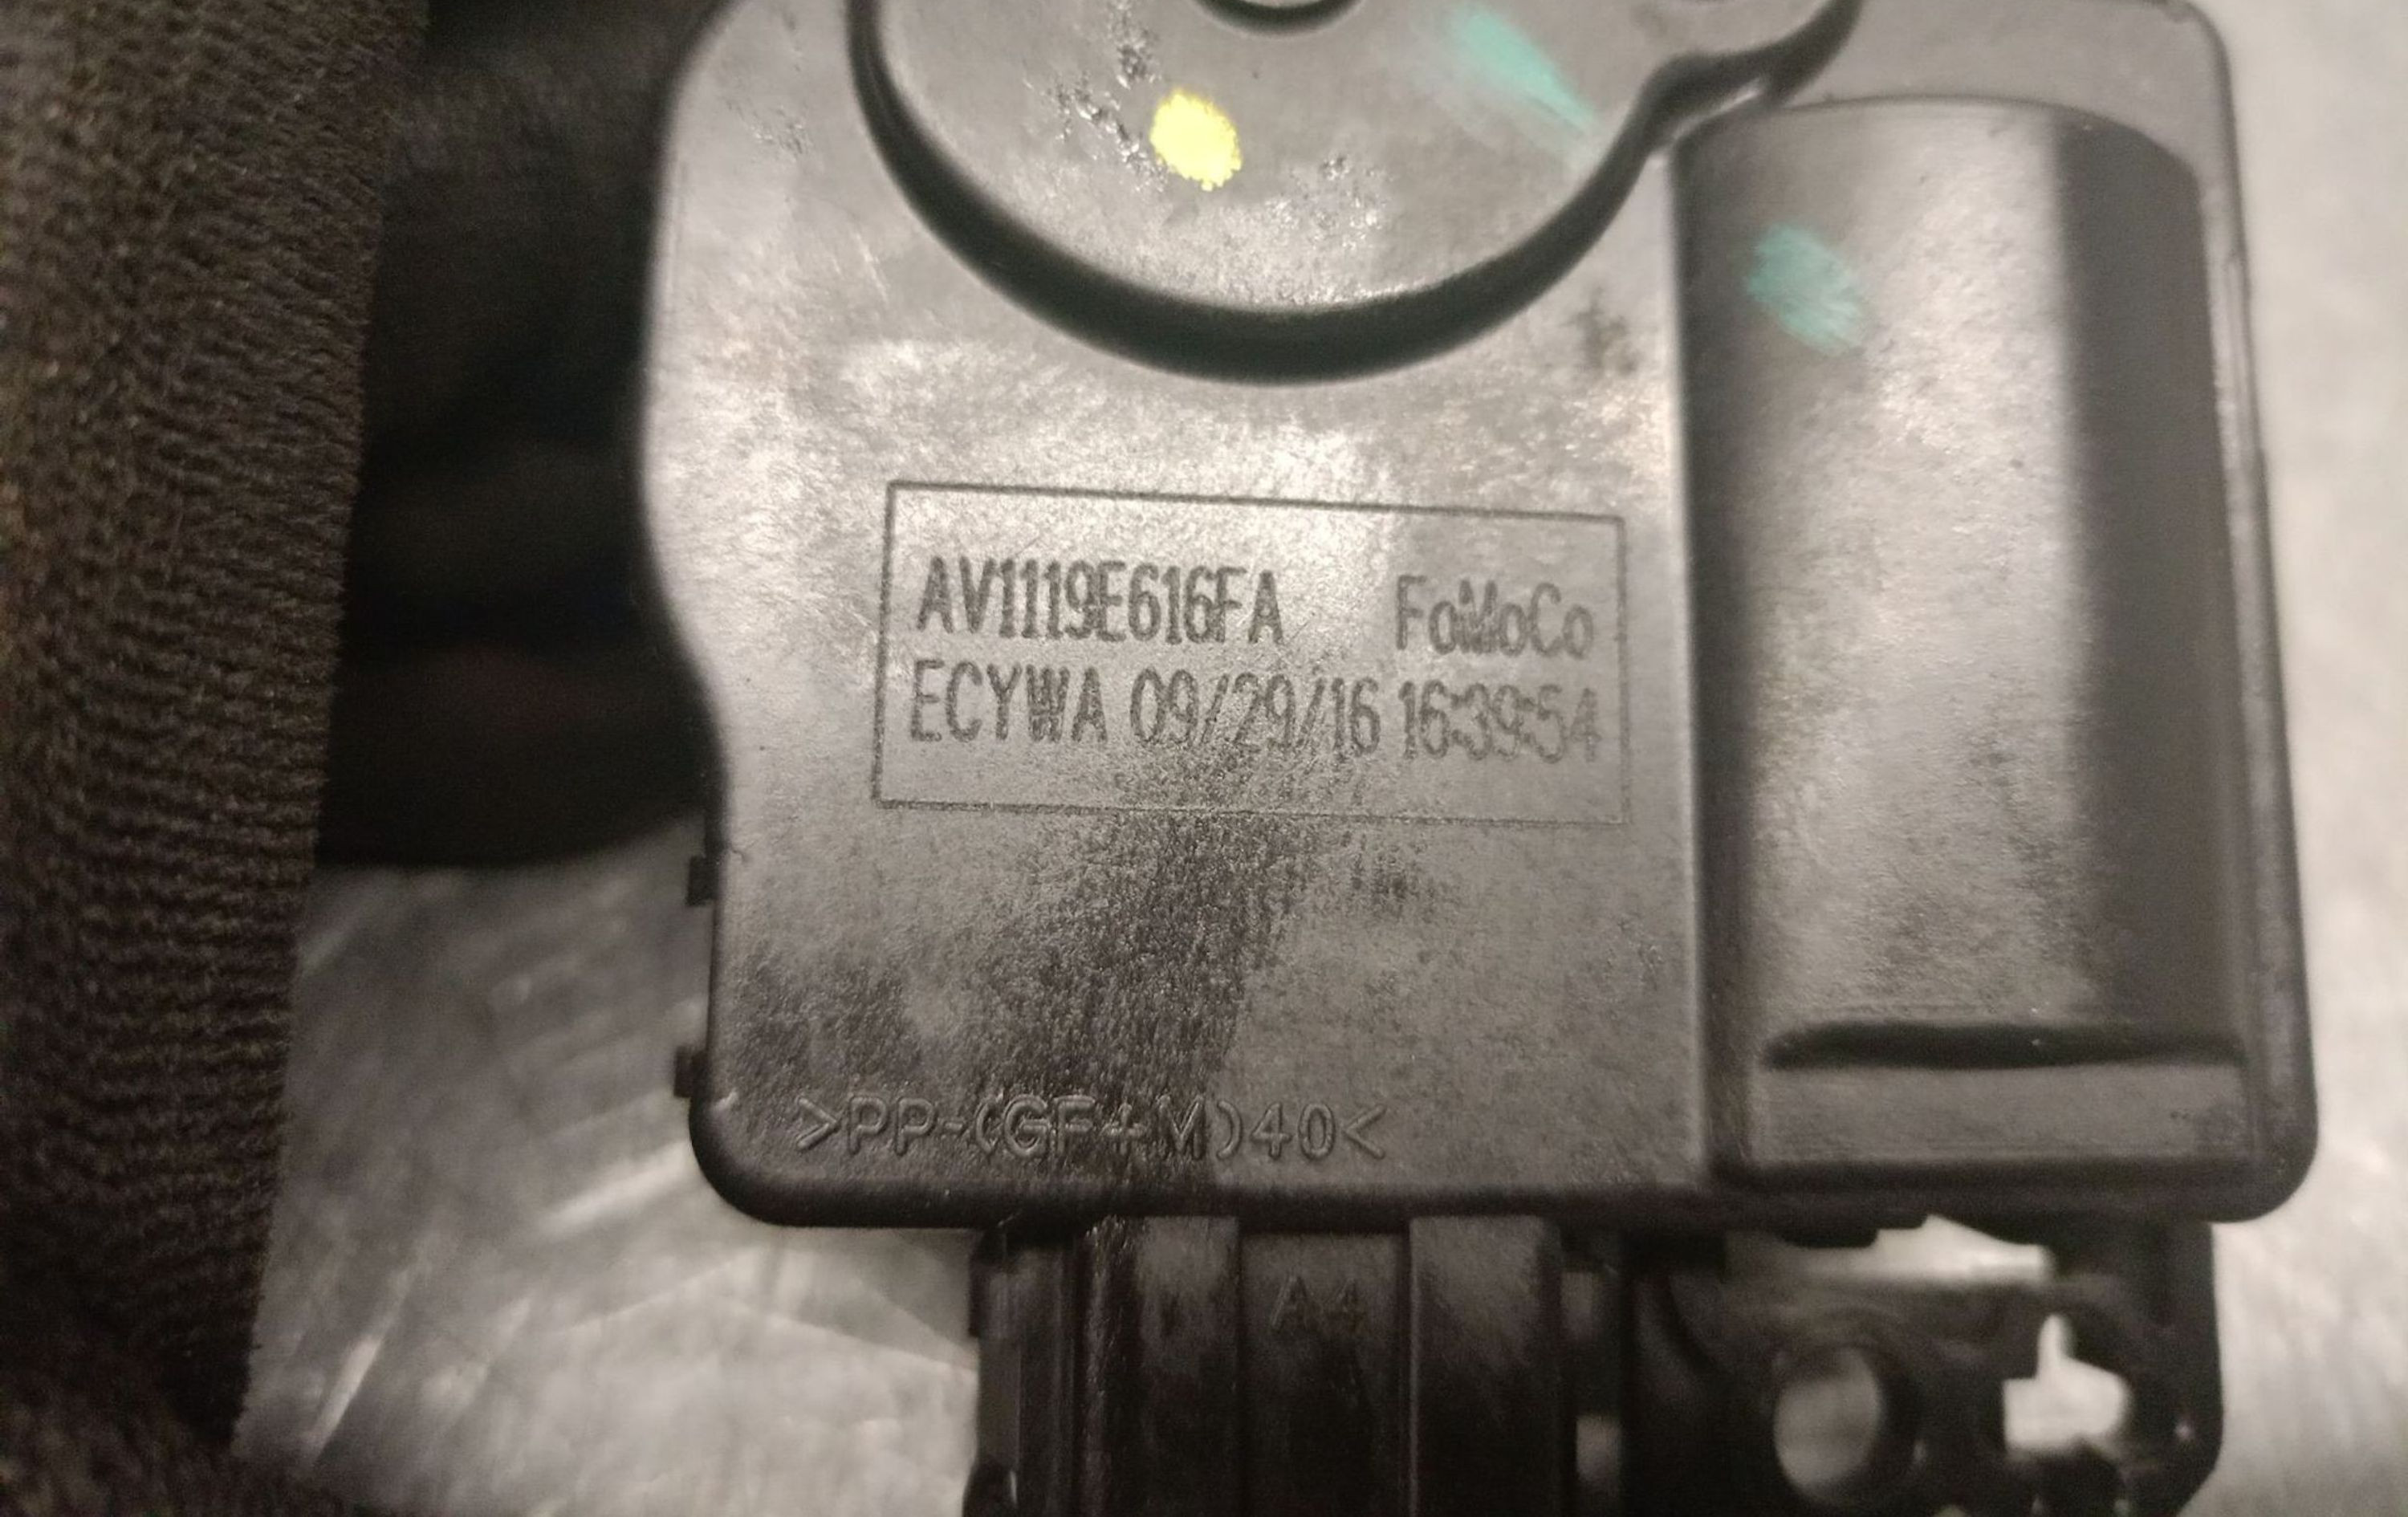 AV1119E616FA FoMoCo
ECYWA 09/29/16 16:39:54
>PP-(GF+M)40<
A4